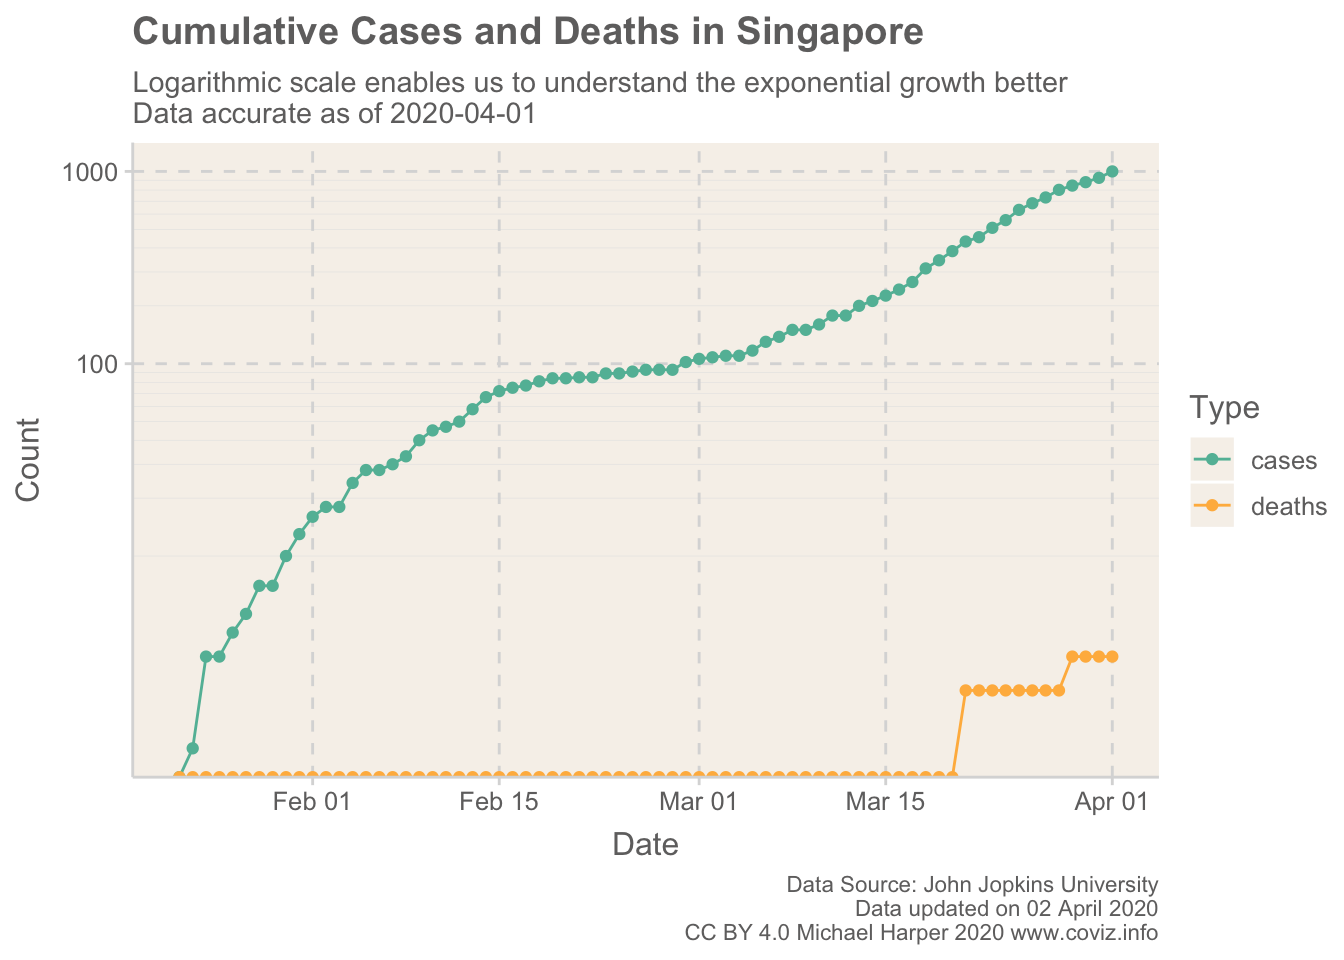 Cumulative Cases and Deaths in Singapore
Logarithmic scale enables us to understand the exponential growth better
Data accurate as of 2020-04-01
1000
100
Count
Feb 01
Feb 15
Mar 01
Mar 15
Apr 01
Date
Type
cases
deaths
Data Source: John Jopkins University
Data updated on 02 April 2020
CC BY 4.0 Michael Harper 2020 www.coviz.info